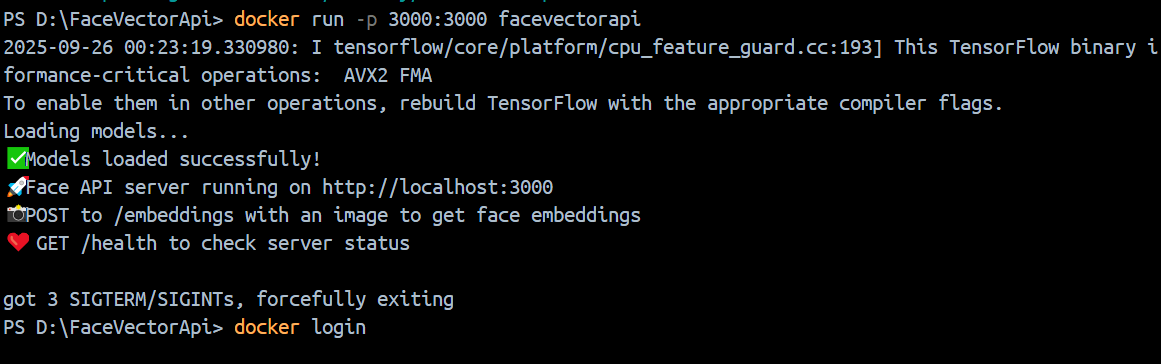 PS D:\FaceVectorApi> docker run -p 3000:3000 facevectorapi
2025-09-26 00:23:19.330980: I tensorflow/core/platform/cpu_feature_guard.cc:193] This TensorFlow binary i
formance-critical operations:  AVX2 FMA
To enable them in other operations, rebuild TensorFlow with the appropriate compiler flags.
Loading models...
✅Models loaded successfully!
🚀Face API server running on http://localhost:3000
📸POST to /embeddings with an image to get face embeddings
❤️ GET /health to check server status
got 3 SIGTERM/SIGINTs, forcefully exiting
PS D:\FaceVectorApi> docker login